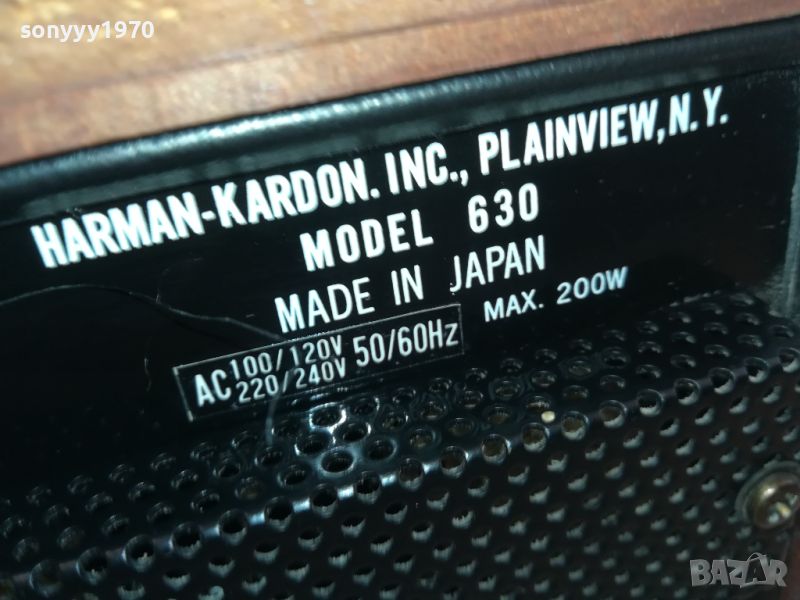 sonyyy1970
HARMAN-KARDON. INC., PLAINVIEW, N.Y.
MODEL 630
MADE IN JAPAN
MAX. 200W
AC 100/120V 50/60Hz
220/240V
BAZAR